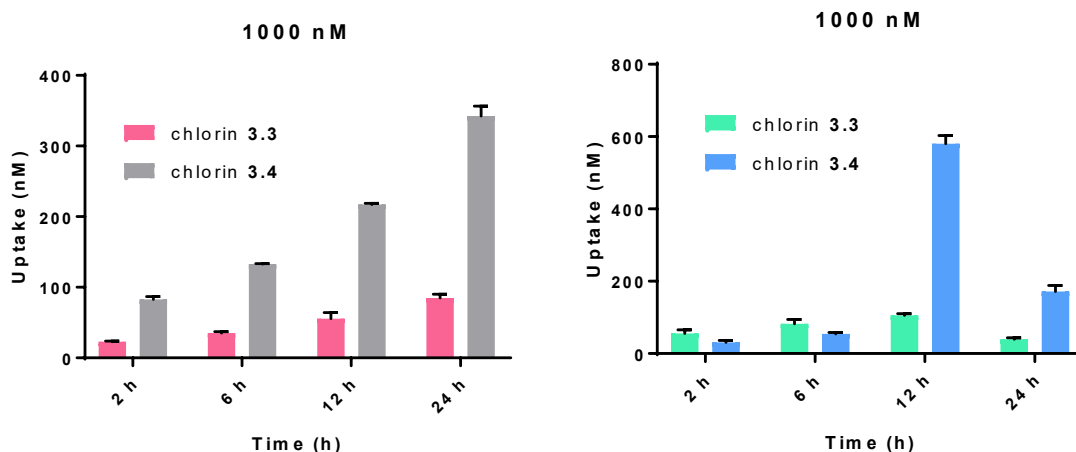 1000 nM
400
300
200
100
0
Uptake (nM)
chlorin 3.3
chlorin 3.4
2 h
6 h
12 h
24 h
Time (h)
1000 nM
800
600
400
200
0
Uptake (nM)
chlorin 3.3
chlorin 3.4
2 h
6 h
12 h
24 h
Time (h)